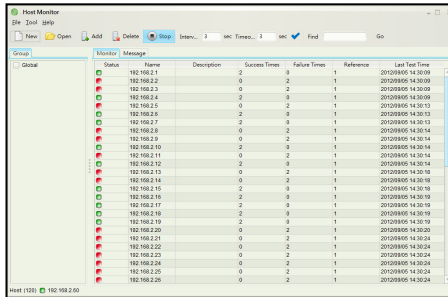 Host Monitor
File Tool Help
New Open Add Delete Stop Interv... 3 sec Timeo... 3 sec Find Go
Group Monitor Message
Global Status Name Description Success Times Failure Times Reference Last Test Time
192.168.2.1 2 0 1 2012/09/05 14:30:09
192.168.2.2 0 2 1 2012/09/05 14:30:09
192.168.2.3 0 2 1 2012/09/05 14:30:09
192.168.2.4 2 0 1 2012/09/05 14:30:09
192.168.2.5 2 0 1 2012/09/05 14:30:13
192.168.2.6 2 0 1 2012/09/05 14:30:13
192.168.2.7 2 0 1 2012/09/05 14:30:13
192.168.2.8 0 2 1 2012/09/05 14:30:14
192.168.2.9 0 2 1 2012/09/05 14:30:14
192.168.2.10 2 0 1 2012/09/05 14:30:14
192.168.2.11 0 2 1 2012/09/05 14:30:14
192.168.2.12 2 0 1 2012/09/05 14:30:14
192.168.2.13 0 2 1 2012/09/05 14:30:18
192.168.2.14 0 2 1 2012/09/05 14:30:18
192.168.2.15 2 0 1 2012/09/05 14:30:18
192.168.2.16 2 0 1 2012/09/05 14:30:19
192.168.2.17 2 0 1 2012/09/05 14:30:19
192.168.2.18 2 0 1 2012/09/05 14:30:19
192.168.2.19 2 0 1 2012/09/05 14:30:19
192.168.2.20 0 2 1 2012/09/05 14:30:20
192.168.2.21 0 2 1 2012/09/05 14:30:24
192.168.2.22 0 2 1 2012/09/05 14:30:24
192.168.2.23 0 2 1 2012/09/05 14:30:24
192.168.2.24 0 2 1 2012/09/05 14:30:24
192.168.2.25 0 2 1 2012/09/05 14:30:24
192.168.2.26 0 2 1 2012/09/05 14:30:24
Host: (120) 192.168.2.60